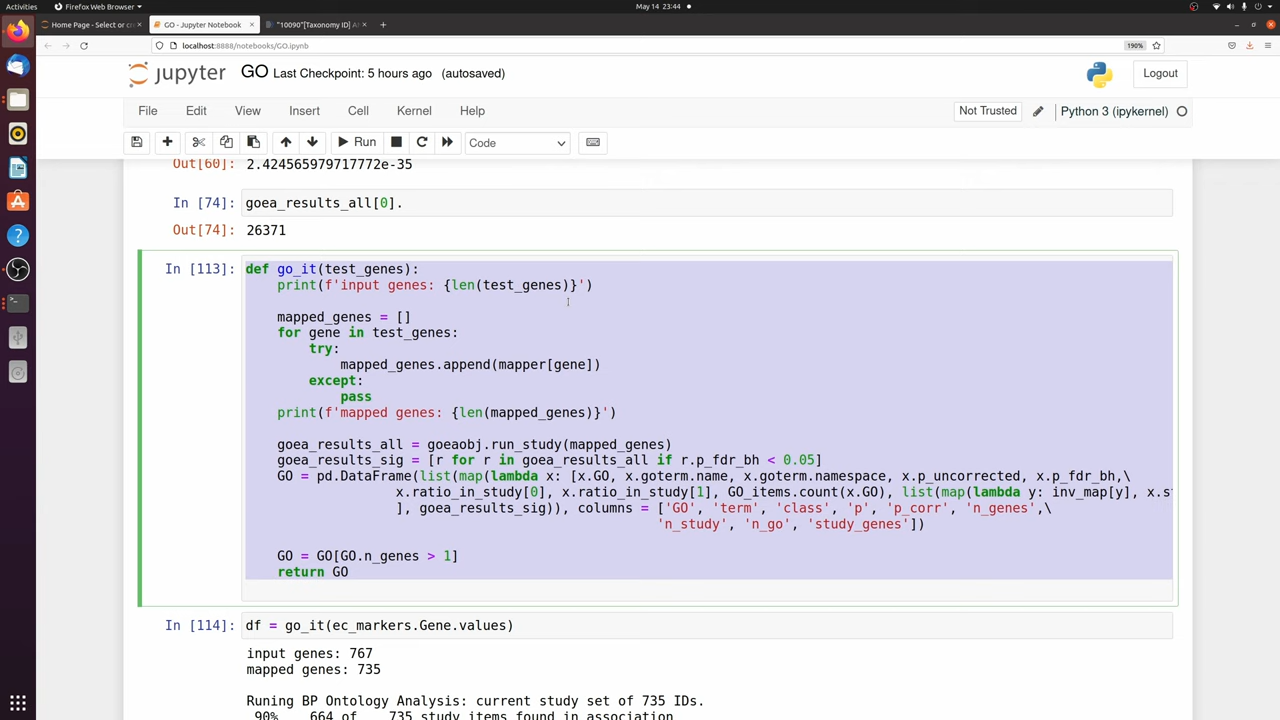 Activities
Firefox Web Browser
May 14 23:44
Home Page - Select or cr
GO - Jupyter Notebook
"10090"[Taxonomy ID] A
localhost:8888/notebooks/GO.ipynb
190%
jupyter
GO
Last Checkpoint: 5 hours ago (autosaved)
Logout
File Edit View Insert Cell Kernel Help
Not Trusted
Python 3 (ipykernel)
Run
Code
Out[60]: 2.424565979717772e-35
In [74]: goea_results_all[0].
Out[74]: 26371
In [113]: def go_it(test_genes):
print(f'input genes: {len(test_genes)}')
mapped_genes = []
for gene in test_genes:
try:
mapped_genes.append(mapper[gene])
except:
pass
print(f'mapped genes: {len(mapped_genes)}')
goea_results_all = goeaobj.run_study(mapped_genes)
goea_results_sig = [r for r in goea_results_all if r.p_fdr_bh < 0.05]
GO = pd.DataFrame(list(map(lambda x: [x.GO, x.goterm.name, x.goterm.namespace, x.p_uncorrected, x.p_fdr_bh,\
x.ratio_in_study[0], x.ratio_in_study[1], GO_items.count(x.GO), list(map(lambda y: inv_map[y], x.st
], goea_results_sig)), columns = ['GO', 'term', 'class', 'p', 'p_corr', 'n_genes',\
'n_study', 'n_go', 'study_genes'])
GO = GO[GO.n_genes > 1]
return GO
In [114]: df = go_it(ec_markers.Gene.values)
input genes: 767
mapped genes: 735
Runing BP Ontology Analysis: current study set of 735 IDs.
90% 664 of 735 study items found in association